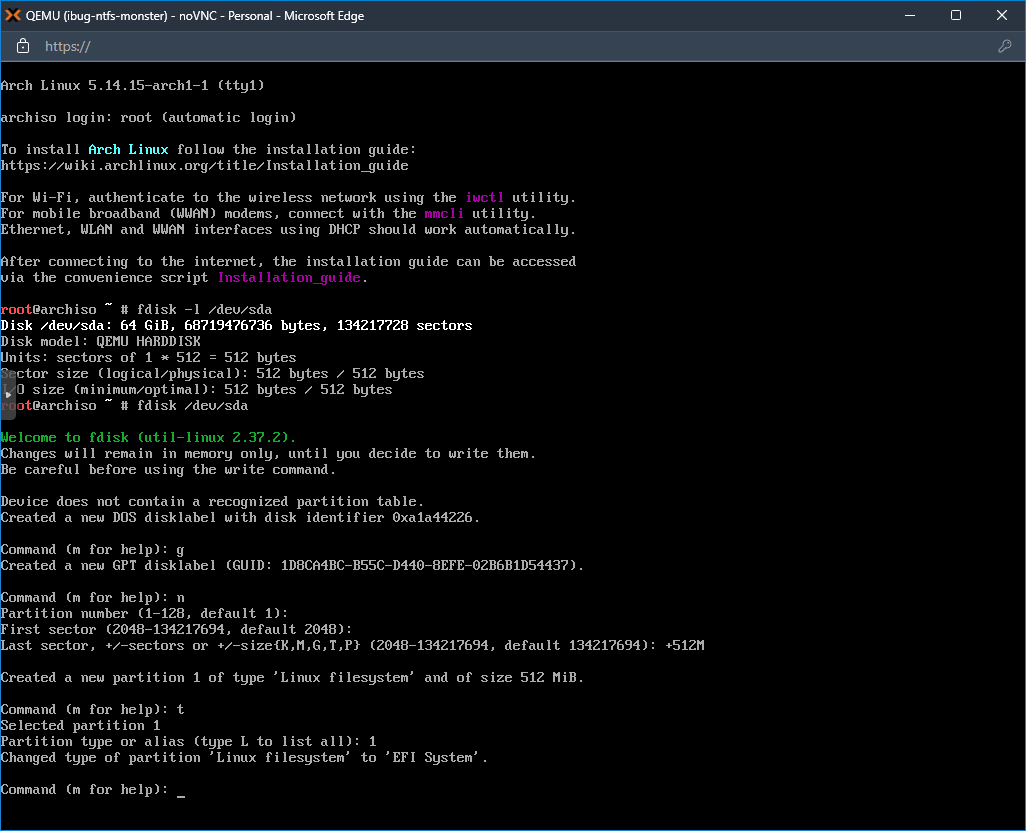 QEMU (ibug-ntfs-monster) - noVNC - Personal - Microsoft Edge
https://
Arch Linux 5.14.15-arch1-1 (tty1)
archiso login: root (automatic login)
To install Arch Linux follow the installation guide:
https://wiki.archlinux.org/title/Installation_guide
For Wi-Fi, authenticate to the wireless network using the iwctl utility.
For mobile broadband (WWAN) modems, connect with the mmcli utility.
Ethernet, WLAN and WWAN interfaces using DHCP should work automatically.
After connecting to the internet, the installation guide can be accessed
via the convenience script Installation_guide.
root@archiso ~ # fdisk -l /dev/sda
Disk /dev/sda: 64 GiB, 68719476736 bytes, 134217728 sectors
Disk model: QEMU HARDDISK
Units: sectors of 1 * 512 = 512 bytes
Sector size (logical/physical): 512 bytes / 512 bytes
I/O size (minimum/optimal): 512 bytes / 512 bytes
root@archiso ~ # fdisk /dev/sda
Welcome to fdisk (util-linux 2.37.2).
Changes will remain in memory only, until you decide to write them.
Be careful before using the write command.
Device does not contain a recognized partition table.
Created a new DOS disklabel with disk identifier 0xa1a44226.
Command (m for help): g
Created a new GPT disklabel (GUID: 1D8CA4BC-B55C-D440-8EFE-02B6B1D54437).
Command (m for help): n
Partition number (1-128, default 1):
First sector (2048-134217694, default 2048):
Last sector, +/-sectors or +/-size{K,M,G,T,P} (2048-134217694, default 134217694): +512M
Created a new partition 1 of type 'Linux filesystem' and of size 512 MiB.
Command (m for help): t
Selected partition 1
Partition type or alias (type L to list all): 1
Changed type of partition 'Linux filesystem' to 'EFI System'.
Command (m for help): _